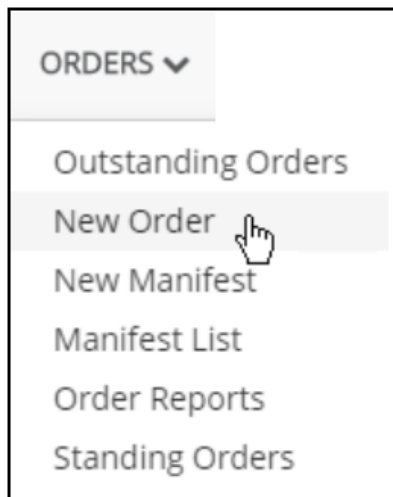 ORDERS
Outstanding Orders
New Order
New Manifest
Manifest List
Order Reports
Standing Orders